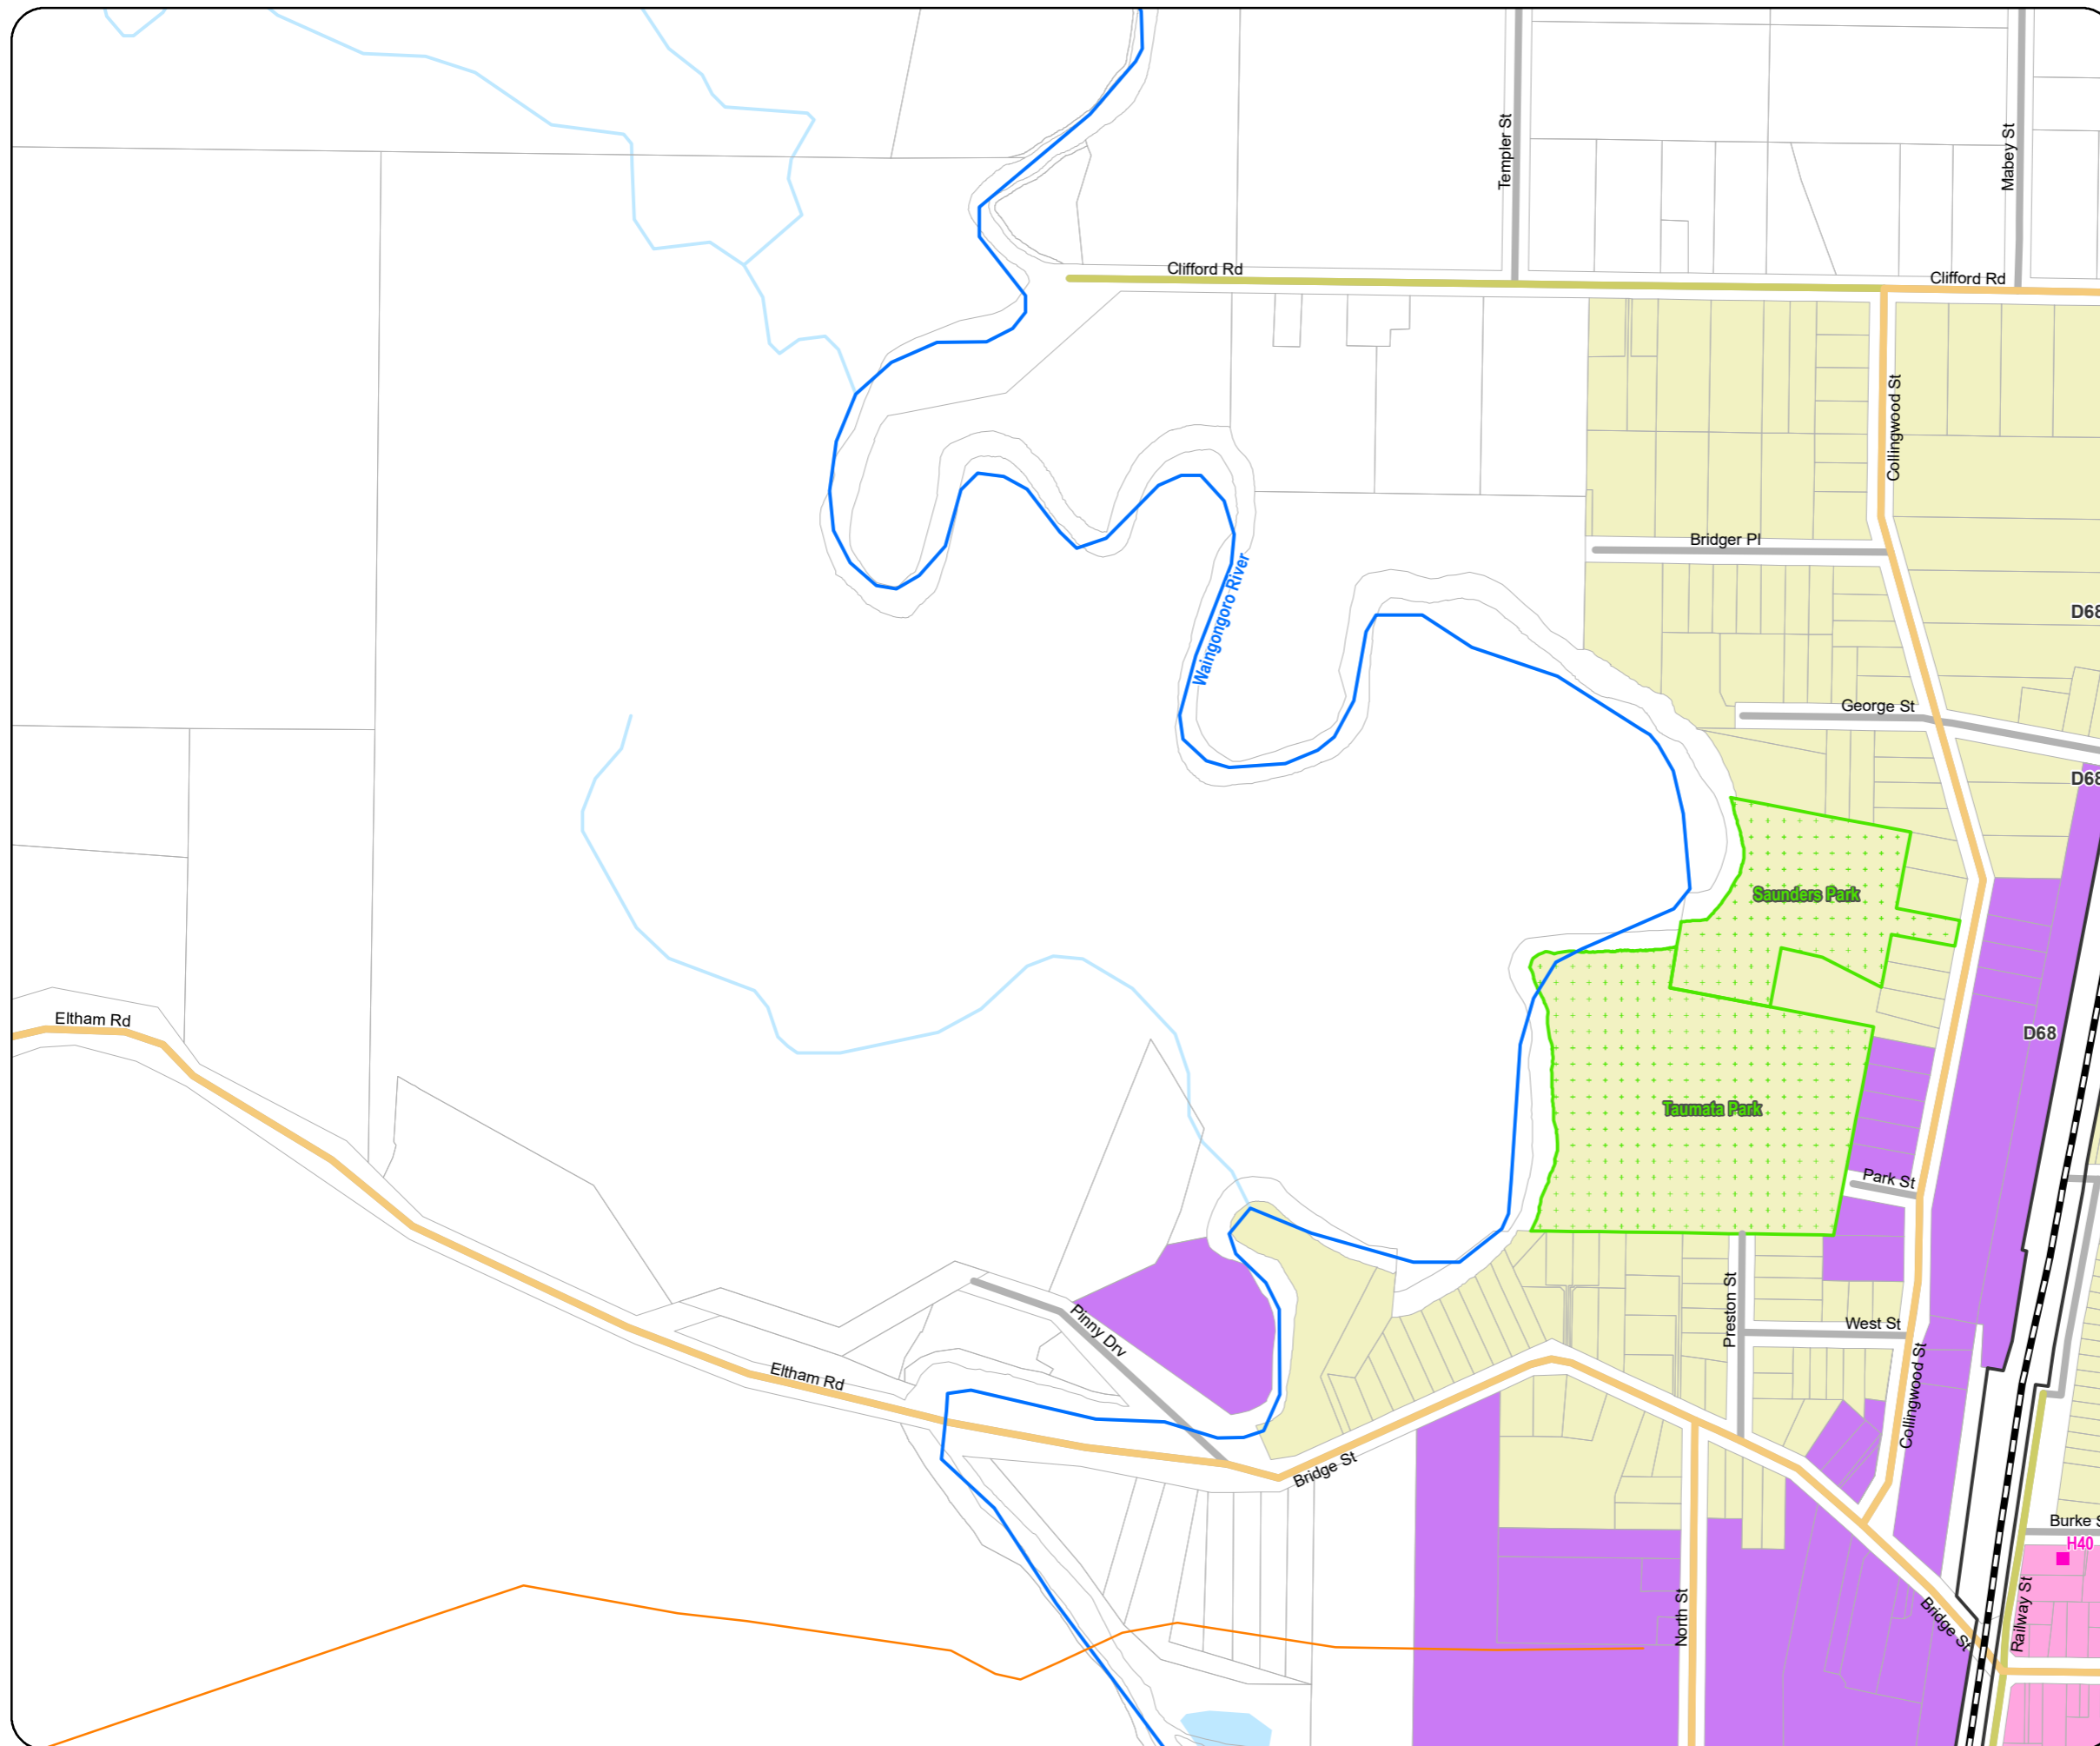 Templer St
Mabey St
Clifford Rd
Clifford Rd
Collingwood St
Bridger Pl
Waingongoro River
D68
George St
D68
Saunders Park
Eltham Rd
D68
Taumata Park
Park St
Preston St
West St
Pinny Drv
Eltham Rd
Collingwood St
Bridge St
Burke S
H40
North St
Bridge St
Railway St